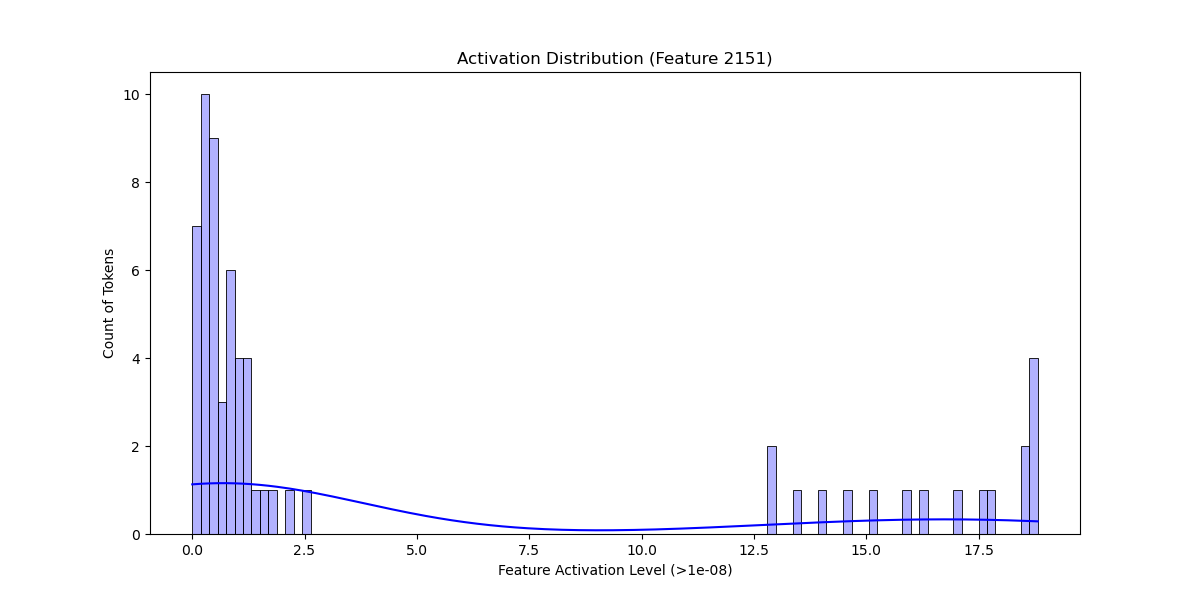 Activation Distribution (Feature 2151)
10
8
6
4
2
0
Count of Tokens
0.0 2.5 5.0 7.5 10.0 12.5 15.0 17.5
Feature Activation Level (>1e-08)